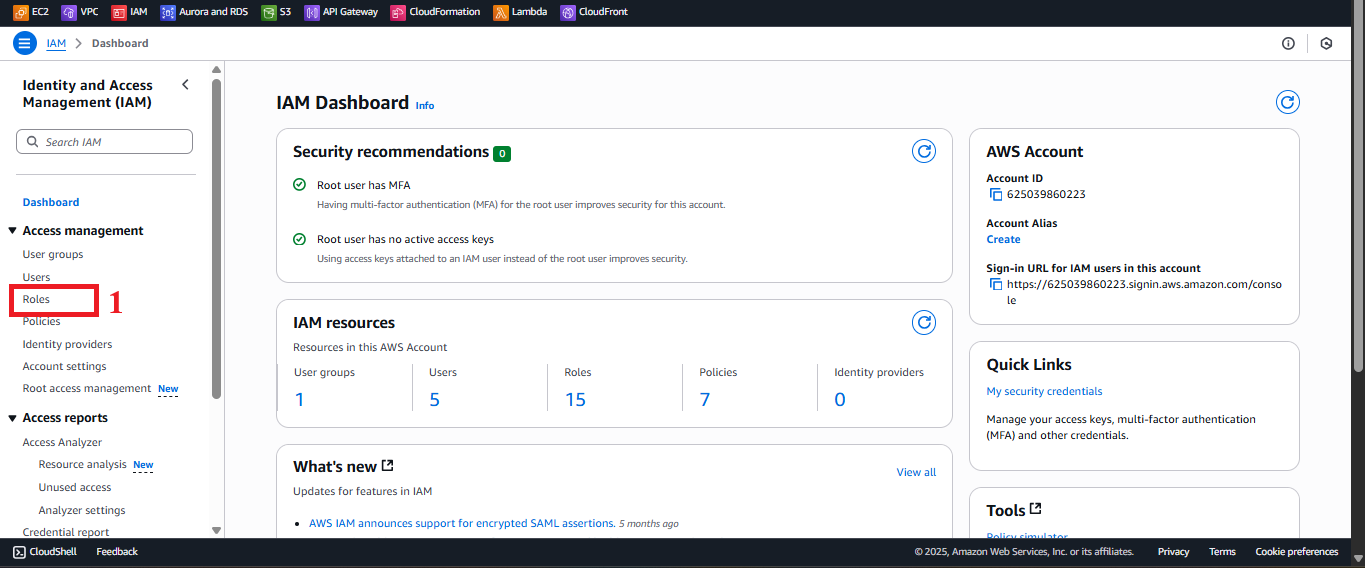 EC2 VPC IAM Aurora and RDS S3 API Gateway CloudFormation Lambda CloudFront
IAM > Dashboard
Identity and Access
Management (IAM)
Search IAM
Dashboard
Access management
User groups
Users
Roles 1
Policies
Identity providers
Account settings
Root access management New
Access reports
Access Analyzer
Resource analysis New
Unused access
Analyzer settings
Credential report
IAM Dashboard Info
Security recommendations 0
Root user has MFA
Having multi-factor authentication (MFA) for the root user improves security for this account.
Root user has no active access keys
Using access keys attached to an IAM user instead of the root user improves security.
IAM resources
Resources in this AWS Account
User groups Users Roles Policies Identity providers
1 5 15 7 0
What's new
View all
Updates for features in IAM
• AWS IAM announces support for encrypted SAML assertions. 5 months ago
AWS Account
Account ID
625039860223
Account Alias
Create
Sign-in URL for IAM users in this account
https://625039860223.signin.aws.amazon.com/conso
le
Quick Links
My security credentials
Manage your access keys, multi-factor authentication
(MFA) and other credentials.
Tools
Policy simulator
CloudShell Feedback © 2025, Amazon Web Services, Inc. or its affiliates. Privacy Terms Cookie preferences